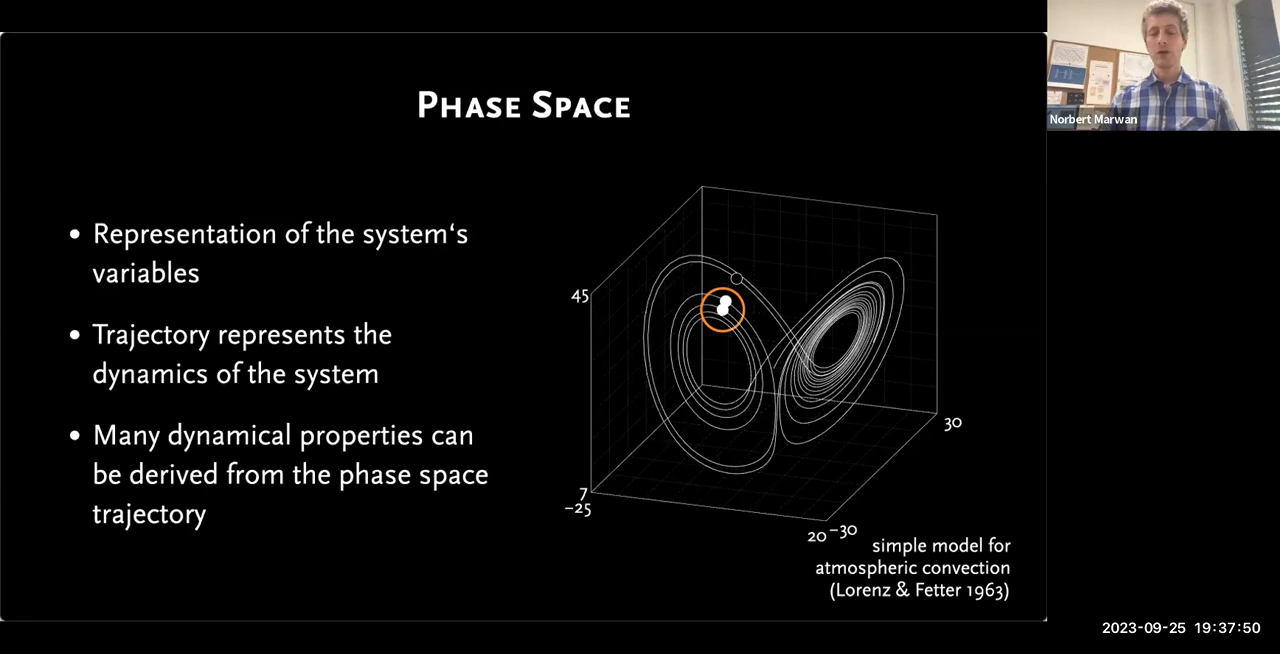 Phase Space
• Representation of the system‘s
variables
• Trajectory represents the
dynamics of the system
• Many dynamical properties can
be derived from the phase space
trajectory
45
7
−25
20
−30
30
simple model for
atmospheric convection
(Lorenz & Fetter 1963)
Norbert Marwan
2023-09-25 19:37:50